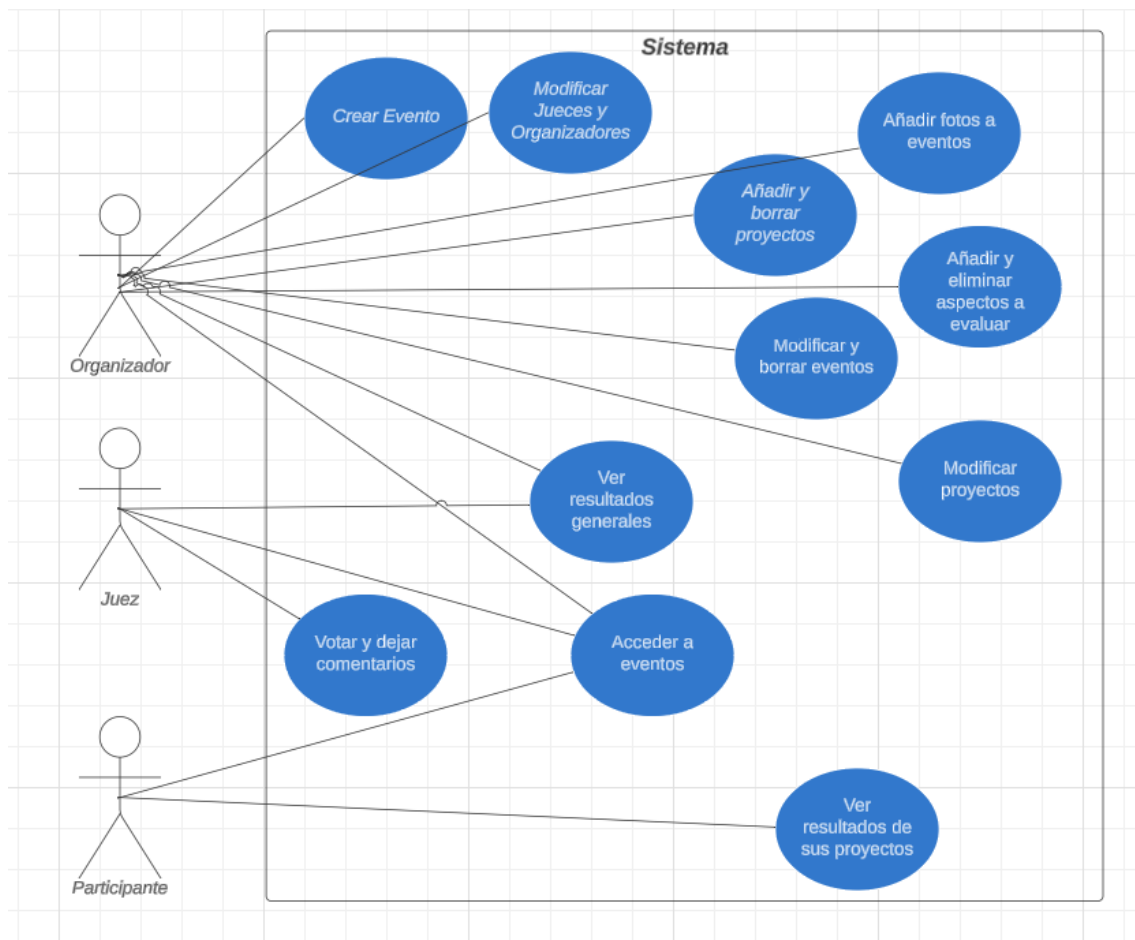 Sistema
Crear Evento
Modificar
Jueces y
Organizadores
Añadir fotos a
eventos
Añadir y
borrar
proyectos
Añadir y
eliminar
aspectos a
evaluar
Modificar y
borrar eventos
Organizador
Modificar
proyectos
Ver
resultados
generales
Juez
Votar y dejar
comentarios
Acceder a
eventos
Ver
resultados de
sus proyectos
Participante